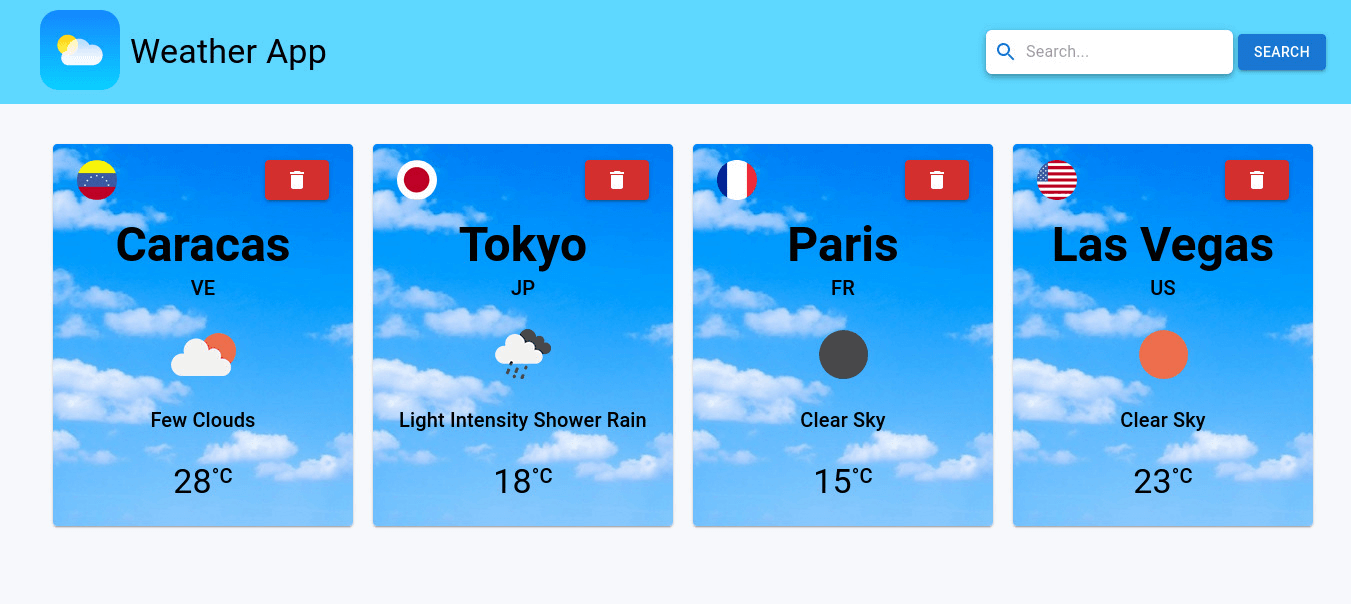 Weather App
Search...
SEARCH
Caracas
VE
Few Clouds
28°C
Tokyo
JP
Light Intensity Shower Rain
18°C
Paris
FR
Clear Sky
15°C
Las Vegas
US
Clear Sky
23°C